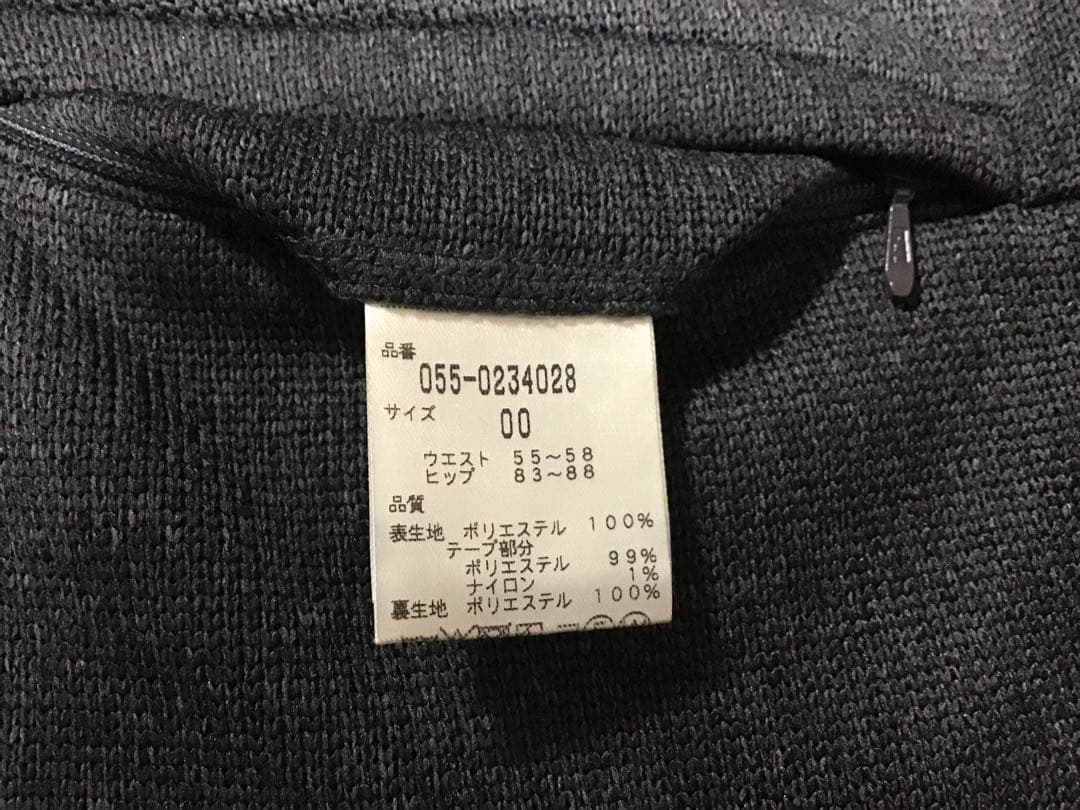 品番
055-0234028
サイズ
00
ウエスト 55～58
ヒップ 83～88
品質
表生地 ポリエステル 100%
テープ部分
ポリエステル 99%
ナイロン 1%
裏生地 ポリエステル 100%